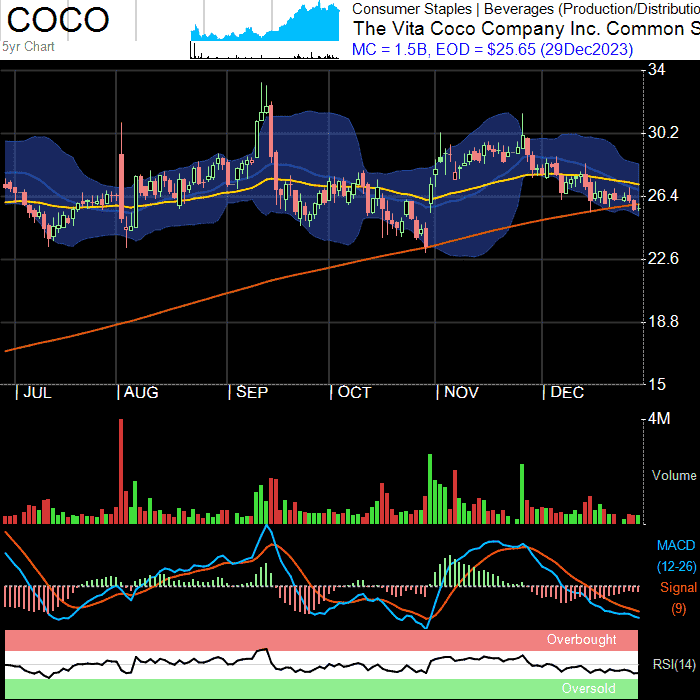 COCO
5yr Chart
Consumer Staples | Beverages (Production/Distributio
The Vita Coco Company Inc. Common S
MC = 1.5B, EOD = $25.65 (29Dec2023)
34
30.2
26.4
22.6
18.8
15
| JUL | AUG | SEP | OCT | NOV | DEC
4M
Volume
MACD
(12-26)
Signal
(9)
Overbought
RSI(14)
Oversold